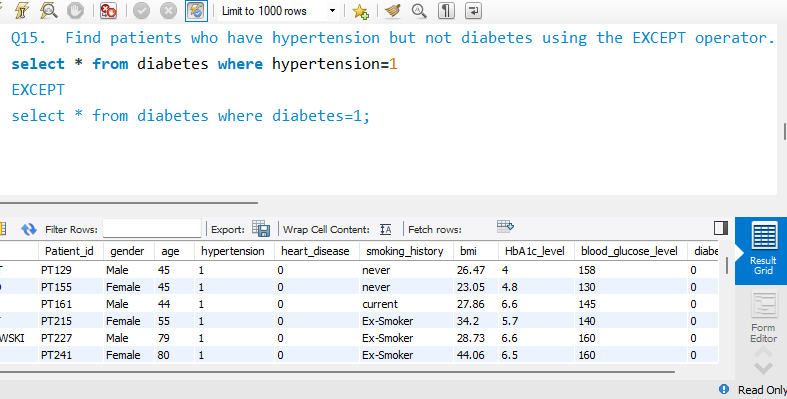 Limit to 1000 rows
Q15. Find patients who have hypertension but not diabetes using the EXCEPT operator.
select * from diabetes where hypertension=1
EXCEPT
select * from diabetes where diabetes=1;
Filter Rows: Export: Wrap Cell Content: Fetch rows:
Patient_id gender age hypertension heart_disease smoking_history bmi HbA1c_level blood_glucose_level diabe
PT129 Male 45 1 0 never 26.47 4 158 0
PT155 Female 45 1 0 never 23.05 4.8 130 0
PT161 Male 44 1 0 current 27.86 6.6 145 0
PT215 Female 55 1 0 Ex-Smoker 34.2 5.7 140 0
WSKI PT227 Male 79 1 0 Ex-Smoker 28.73 6.6 160 0
PT241 Female 80 1 0 Ex-Smoker 44.06 6.5 160 0
Result
Grid
Form
Editor
Read Only